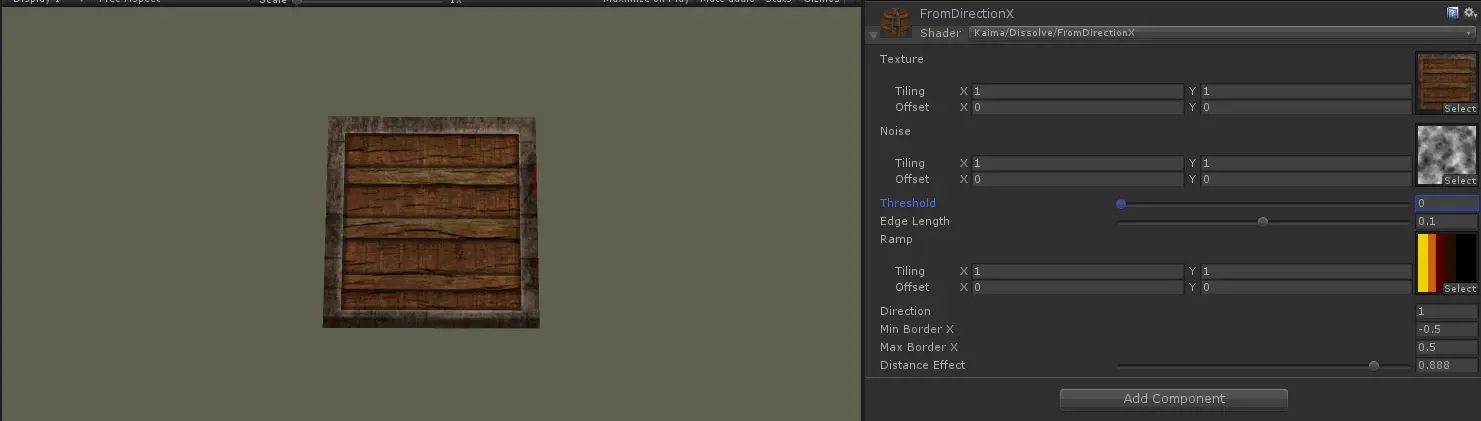 Display 1 Free Aspect Scale 1X Maximize on Play Mute audio Stats Gizmos
FromDirectionX
Shader Kaima/Dissolve/FromDirectionX
Texture
Tiling X 1 Y 1
Offset X 0 Y 0
Select
Noise
Tiling X 1 Y 1
Offset X 0 Y 0
Select
Threshold 0
Edge Length 0.1
Ramp
Tiling X 1 Y 1
Offset X 0 Y 0
Select
Direction 1
Min Border X -0.5
Max Border X 0.5
Distance Effect 0.888
Add Component